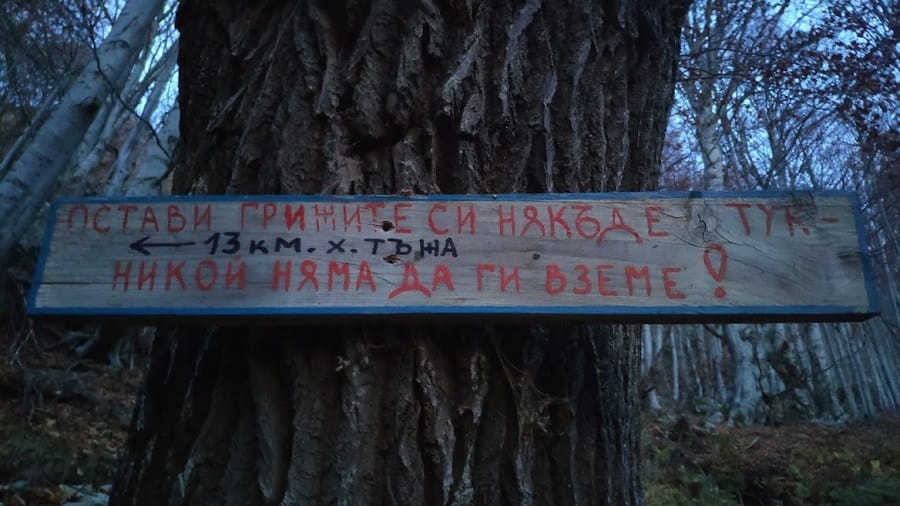 ОСТАВИ ГРИЖИТЕ СИ НЯКЪДЕ ТУК-
← 13 КМ. Х. ТЪЖА
НИКОЙ НЯМА ДА ГИ ВЗЕМЕ!